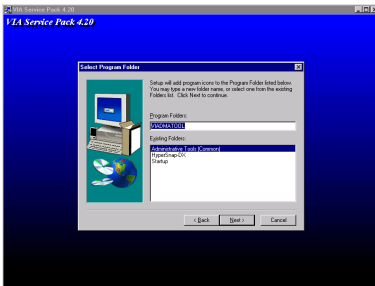 VIA Service Pack 4.20
VIA Service Pack 4.20
Select Program Folder
Setup will add program icons to the Program Folder listed below.
You may type a new folder name, or select one from the existing
Folders list. Click Next to continue.
Program Folders:
VIADMATOOL
Existing Folders:
Administrative Tools (Common)
HyperSnap-DX
Startup
< Back
Next >
Cancel